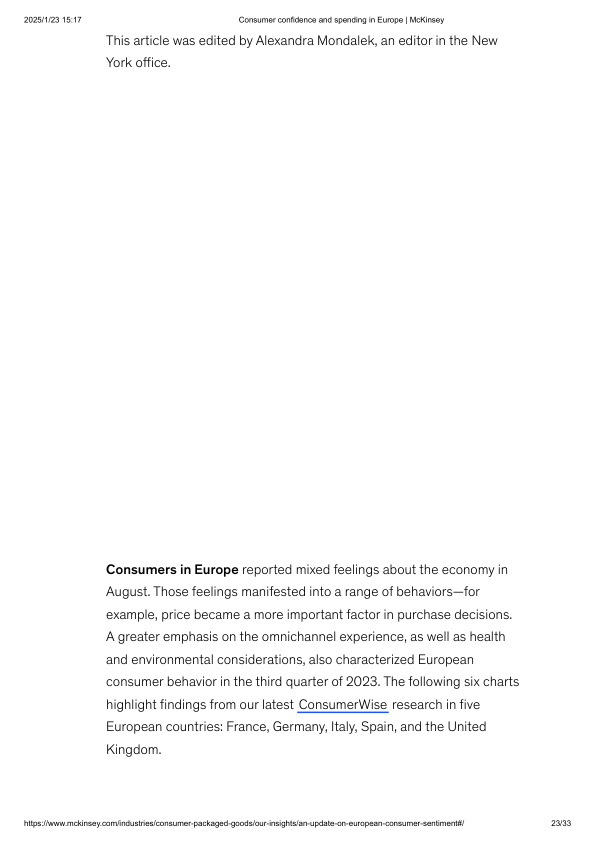 2025/1/23 15:17 Consumer confidence and spending in Europe | McKinsey
This article was edited by Alexandra Mondalek, an editor in the New
York office.
Consumers in Europe reported mixed feelings about the economy in
August. Those feelings manifested into a range of behaviors—for
example, price became a more important factor in purchase decisions.
A greater emphasis on the omnichannel experience, as well as health
and environmental considerations, also characterized European
consumer behavior in the third quarter of 2023. The following six charts
highlight findings from our latest ConsumerWise research in five
European countries: France, Germany, Italy, Spain, and the United
Kingdom.
https://www.mckinsey.com/industries/consumer-packaged-goods/our-insights/an-update-on-european-consumer-sentiment#/ 23/33